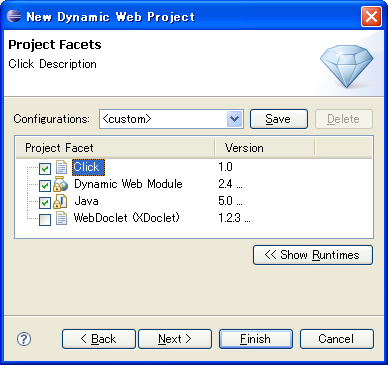 New Dynamic Web Project
Project Facets
Click Description
Configurations: <custom> Save Delete
Project Facet Version
Click 1.0
Dynamic Web Module 2.4 ...
Java 5.0 ...
WebDoclet (XDoclet) 1.2.3 ...
<< Show Runtimes
? < Back Next > Finish Cancel